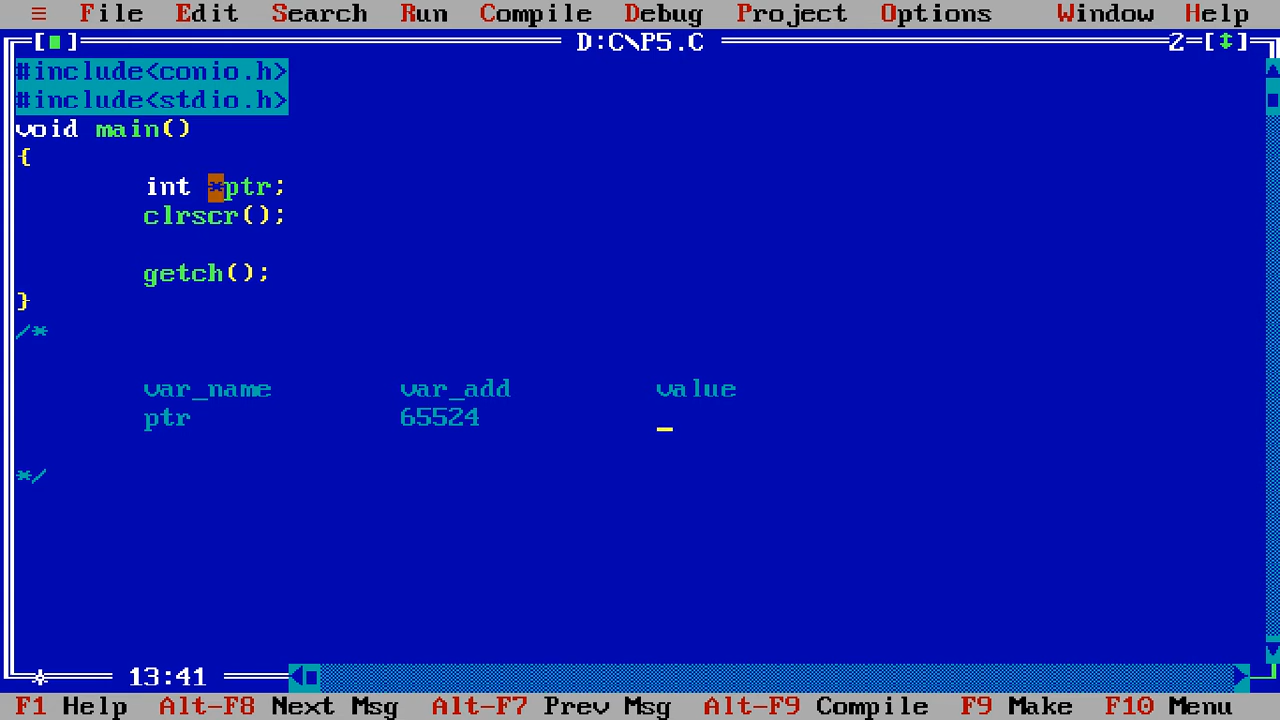 ≡ File Edit Search Run Compile Debug Project Options Window Help
[■] D:C\P5.C 2=[↕]
#include<conio.h>
#include<stdio.h>
void main()
{
int *ptr;
clrscr();
getch();
}
/*
var_name var_add value
ptr 65524 _
*/
* 13:41
F1 Help Alt-F8 Next Msg Alt-F7 Prev Msg Alt-F9 Compile F9 Make F10 Menu